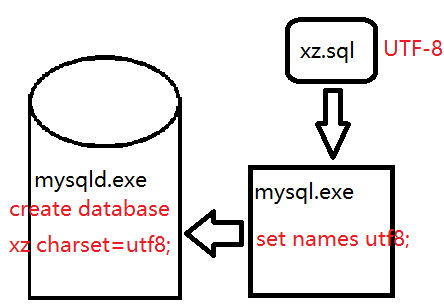 xz.sql
UTF-8
mysqld.exe
create database
xz charset=utf8;
mysql.exe
set names utf8;